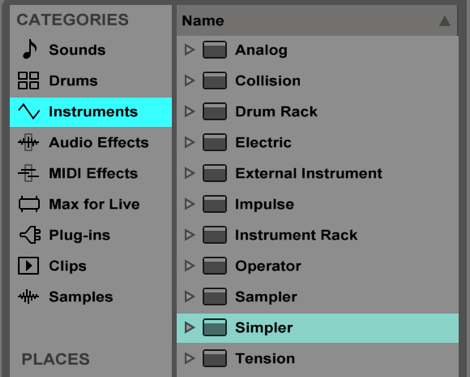 CATEGORIES
Sounds
Drums
Instruments
Audio Effects
MIDI Effects
Max for Live
Plug-ins
Clips
Samples
PLACES
Name
Analog
Collision
Drum Rack
Electric
External Instrument
Impulse
Instrument Rack
Operator
Sampler
Simpler
Tension